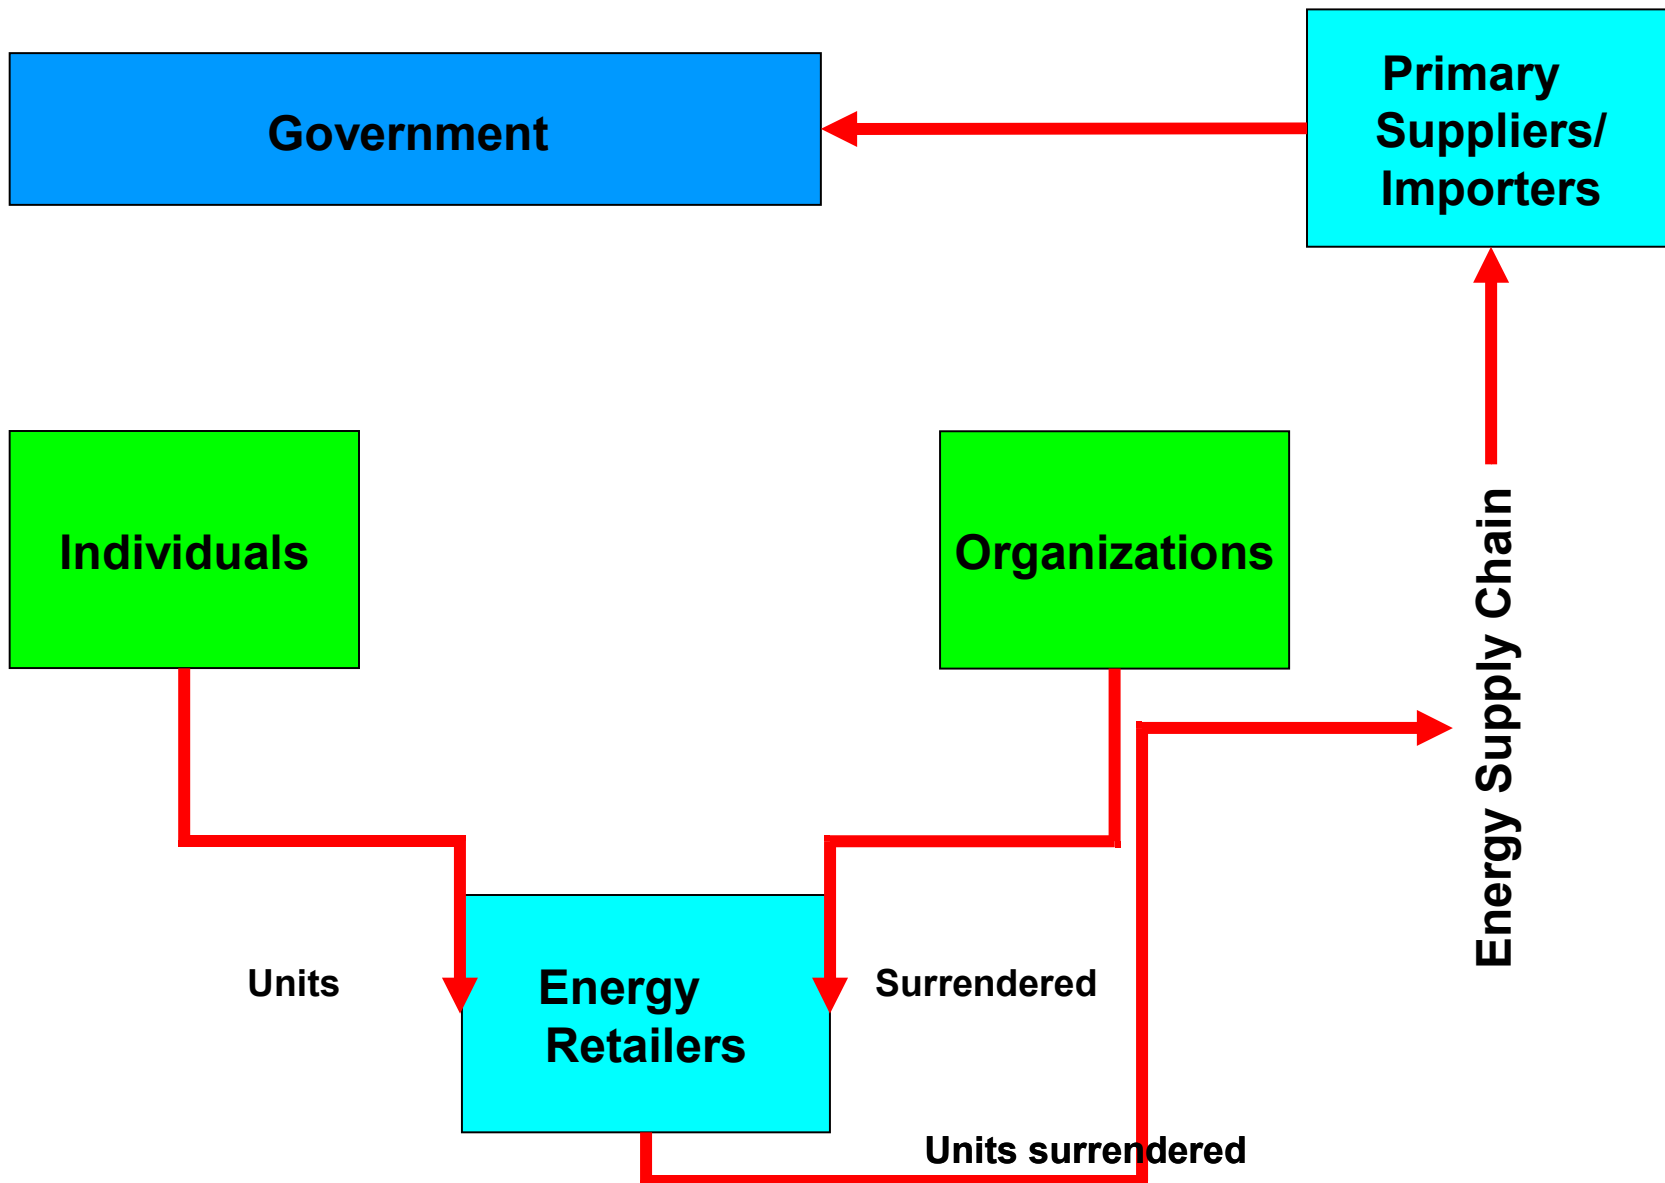 Government
Primary
Suppliers/
Importers
Individuals
Organizations
Energy Supply Chain
Units
Energy
Retailers
Surrendered
Units surrendered